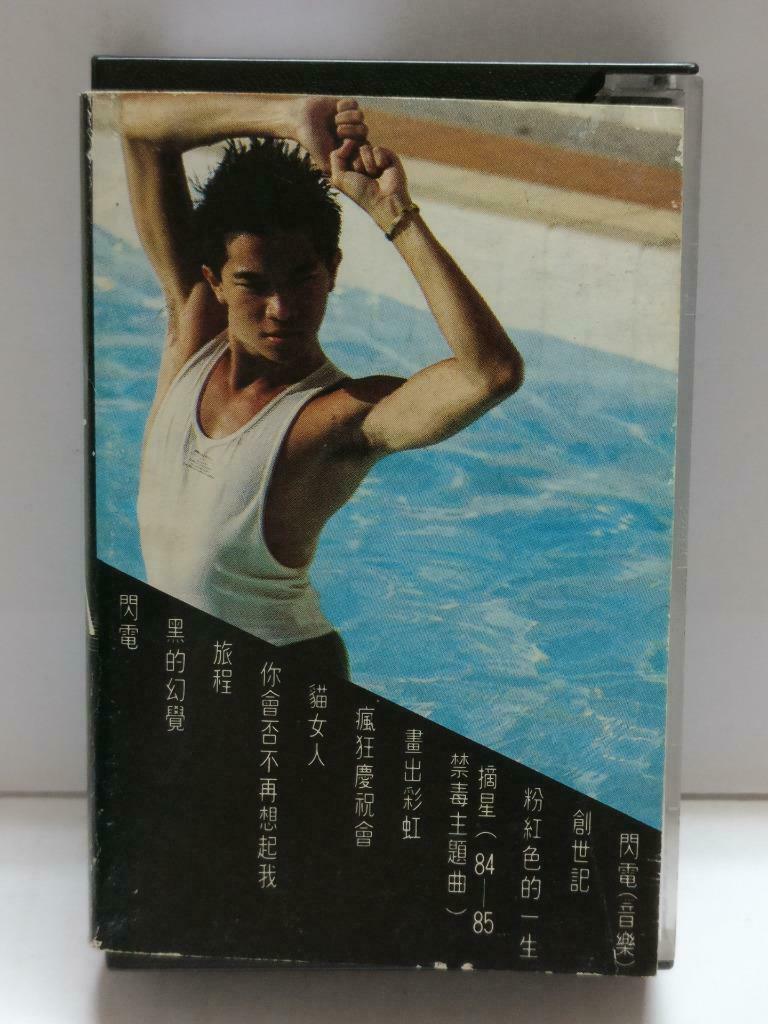 閃電
黑的幻覺
旅程
你會否不再想起我
貓女人
瘋狂慶祝會
畫出彩虹
摘星（84—85
禁毒主題曲）
粉紅色的一生
創世記
閃電（音樂）